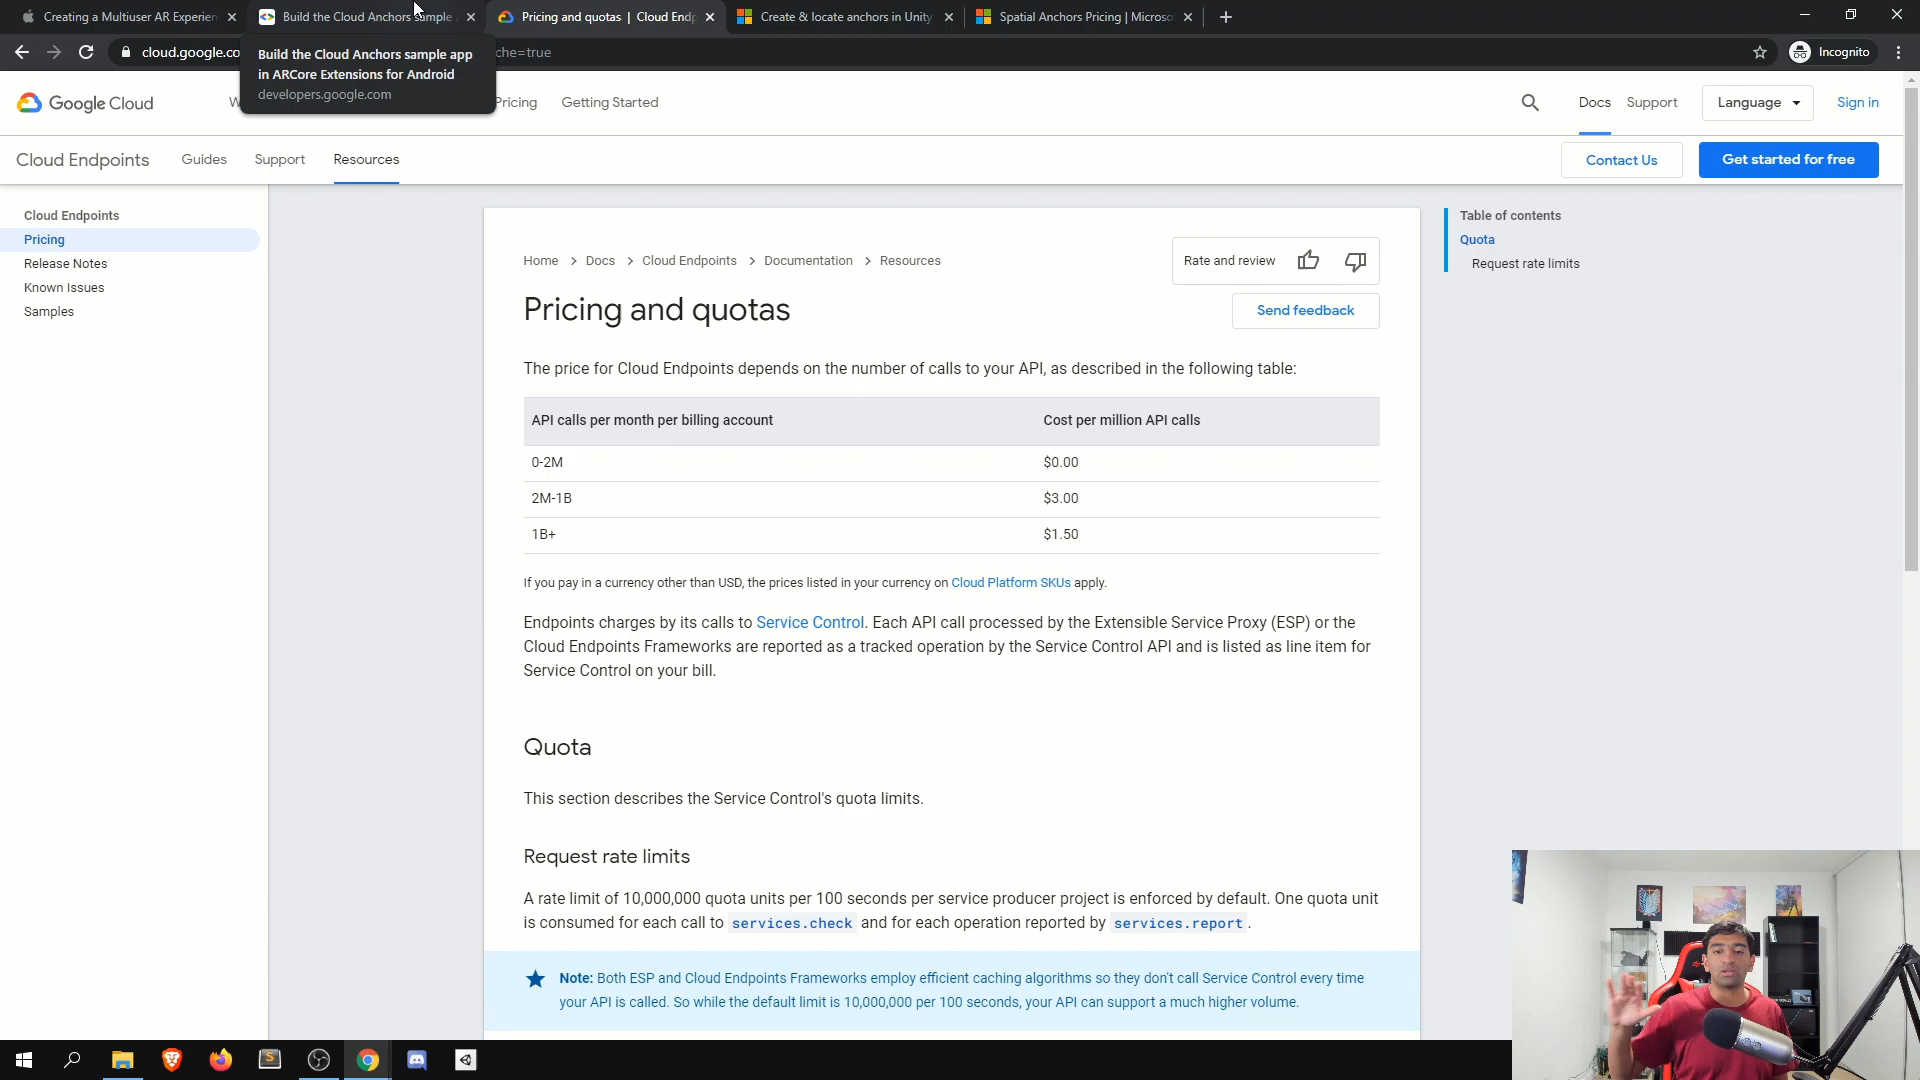 Creating a Multiuser AR Experien
Build the Cloud Anchors sample
Pricing and quotas | Cloud Endp
Create & locate anchors in Unity
Spatial Anchors Pricing | Microso
cloud.google.co
che=true
Incognito
Build the Cloud Anchors sample app
in ARCore Extensions for Android
developers.google.com
Google Cloud
W
Pricing
Getting Started
Docs
Support
Language
Sign in
Cloud Endpoints
Guides
Support
Resources
Contact Us
Get started for free
Cloud Endpoints
Pricing
Release Notes
Known Issues
Samples
Home > Docs > Cloud Endpoints > Documentation > Resources
Rate and review
Pricing and quotas
Send feedback
The price for Cloud Endpoints depends on the number of calls to your API, as described in the following table:
API calls per month per billing account Cost per million API calls
0-2M $0.00
2M-1B $3.00
1B+ $1.50
If you pay in a currency other than USD, the prices listed in your currency on Cloud Platform SKUs apply.
Endpoints charges by its calls to Service Control. Each API call processed by the Extensible Service Proxy (ESP) or the
Cloud Endpoints Frameworks are reported as a tracked operation by the Service Control API and is listed as line item for
Service Control on your bill.
Quota
This section describes the Service Control's quota limits.
Request rate limits
A rate limit of 10,000,000 quota units per 100 seconds per service producer project is enforced by default. One quota unit
is consumed for each call to services.check and for each operation reported by services.report.
Note: Both ESP and Cloud Endpoints Frameworks employ efficient caching algorithms so they don't call Service Control every time
your API is called. So while the default limit is 10,000,000 per 100 seconds, your API can support a much higher volume.
Table of contents
Quota
Request rate limits